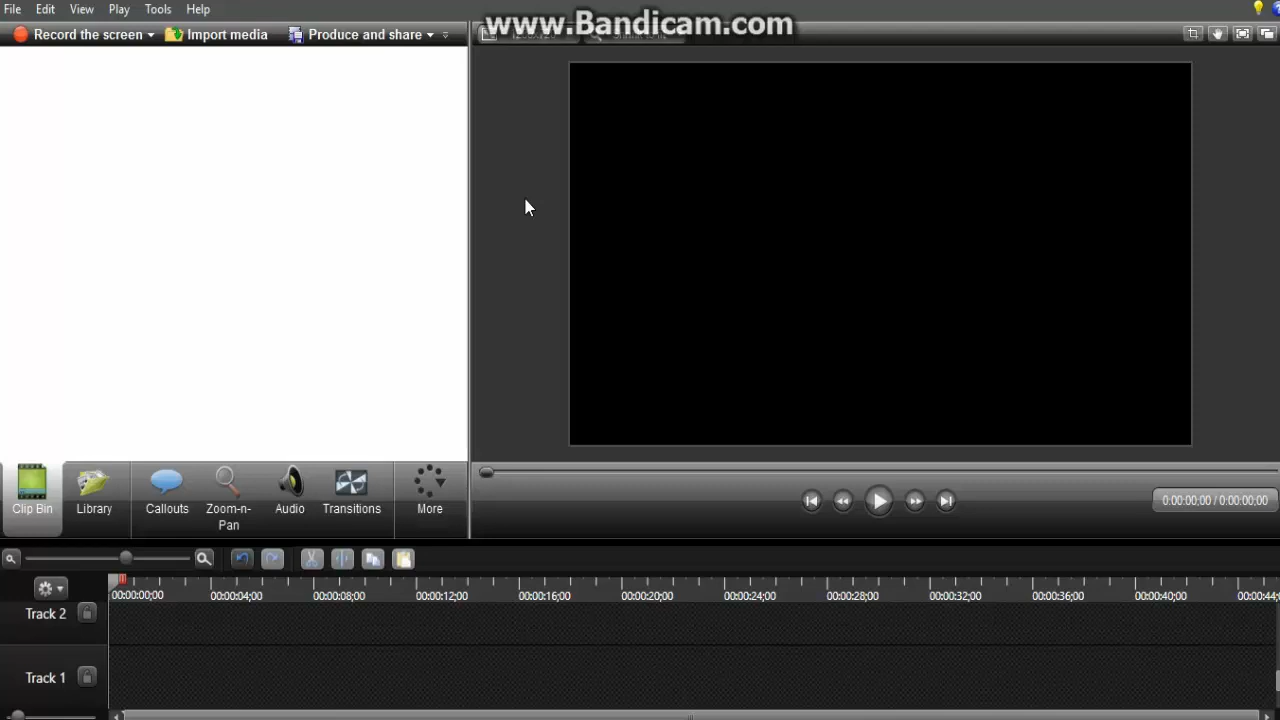 File Edit View Play Tools Help
www.Bandicam.com
Record the screen Import media Produce and share
Clip Bin Library Callouts Zoom-n-Pan Audio Transitions More
0:00:00;00 / 0:00:00;00
00:00:00;00 00:00:04;00 00:00:08;00 00:00:12;00 00:00:16;00 00:00:20;00 00:00:24;00 00:00:28;00 00:00:32;00 00:00:36;00 00:00:40;00 00:00:44;
Track 2
Track 1